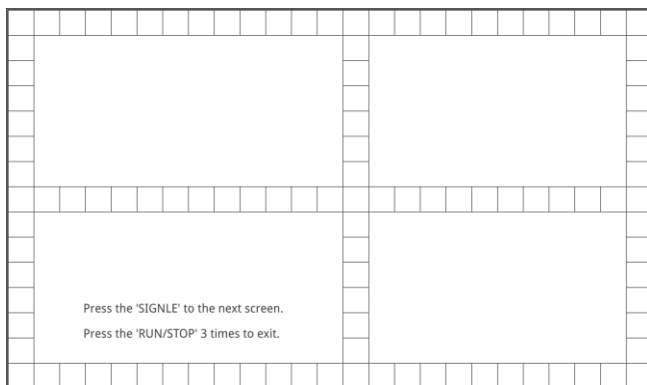 Press the 'SIGNLE' to the next screen.
Press the 'RUN/STOP' 3 times to exit.